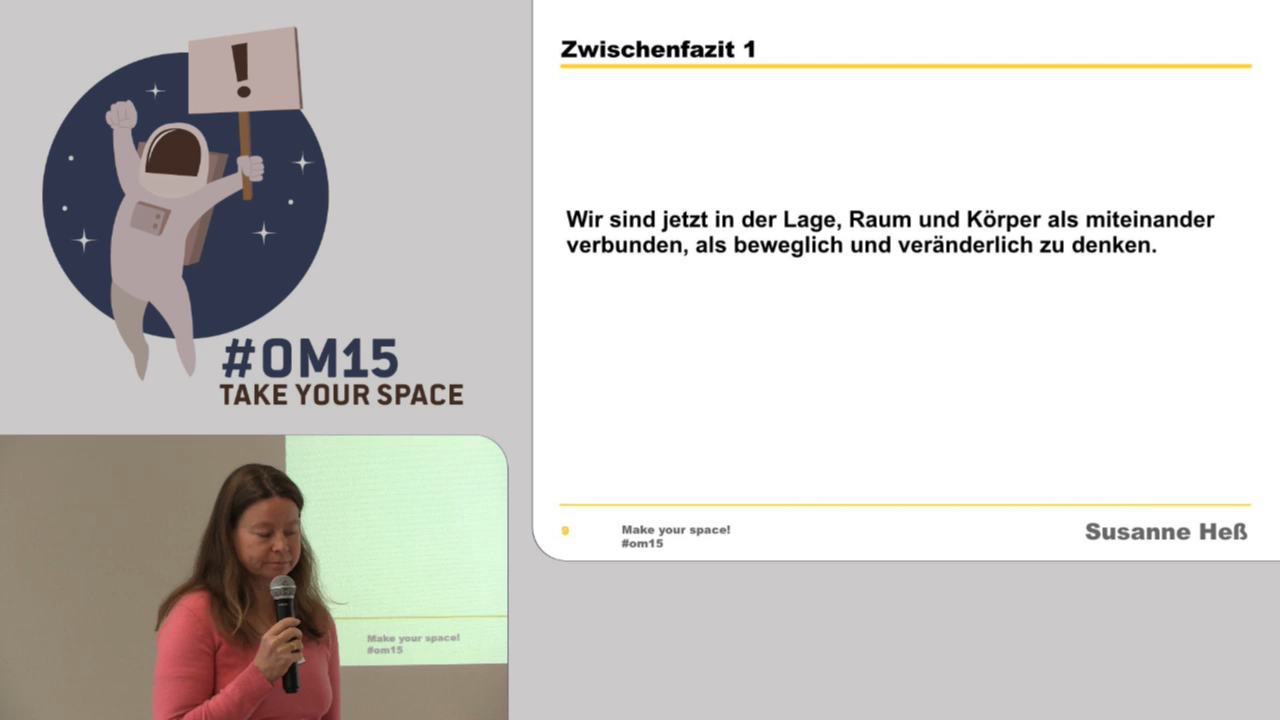 !
#OM15
TAKE YOUR SPACE
Zwischenfazit 1
Wir sind jetzt in der Lage, Raum und Körper als miteinander
verbunden, als beweglich und veränderlich zu denken.
9
Make your space!
#om15
Susanne Heß
Make your space!
#om15